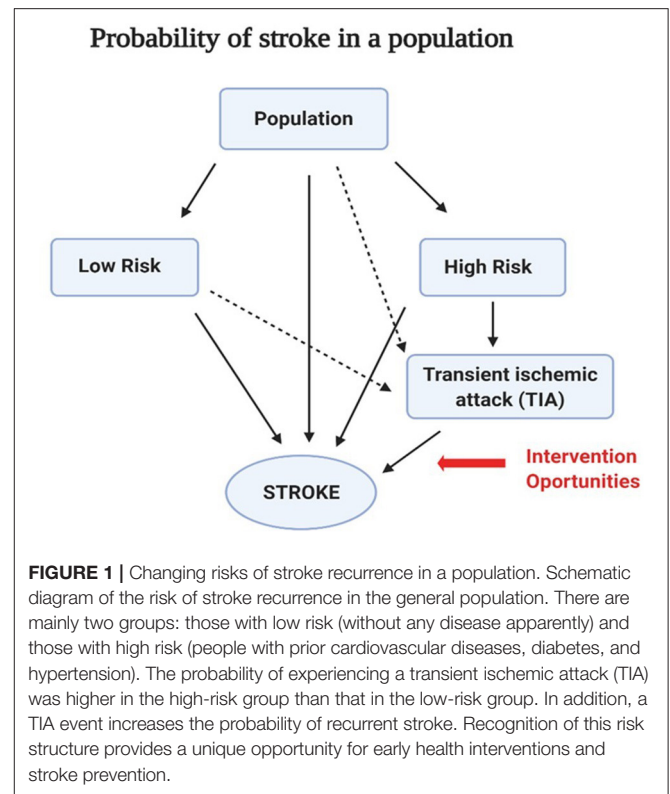 Probability of stroke in a population
Population
Low Risk
High Risk
Transient ischemic
attack (TIA)
Intervention
Oportunities
STROKE
FIGURE 1 | Changing risks of stroke recurrence in a population. Schematic
diagram of the risk of stroke recurrence in the general population. There are
mainly two groups: those with low risk (without any disease apparently) and
those with high risk (people with prior cardiovascular diseases, diabetes, and
hypertension). The probability of experiencing a transient ischemic attack (TIA)
was higher in the high-risk group than that in the low-risk group. In addition, a
TIA event increases the probability of recurrent stroke. Recognition of this risk
structure provides a unique opportunity for early health interventions and
stroke prevention.